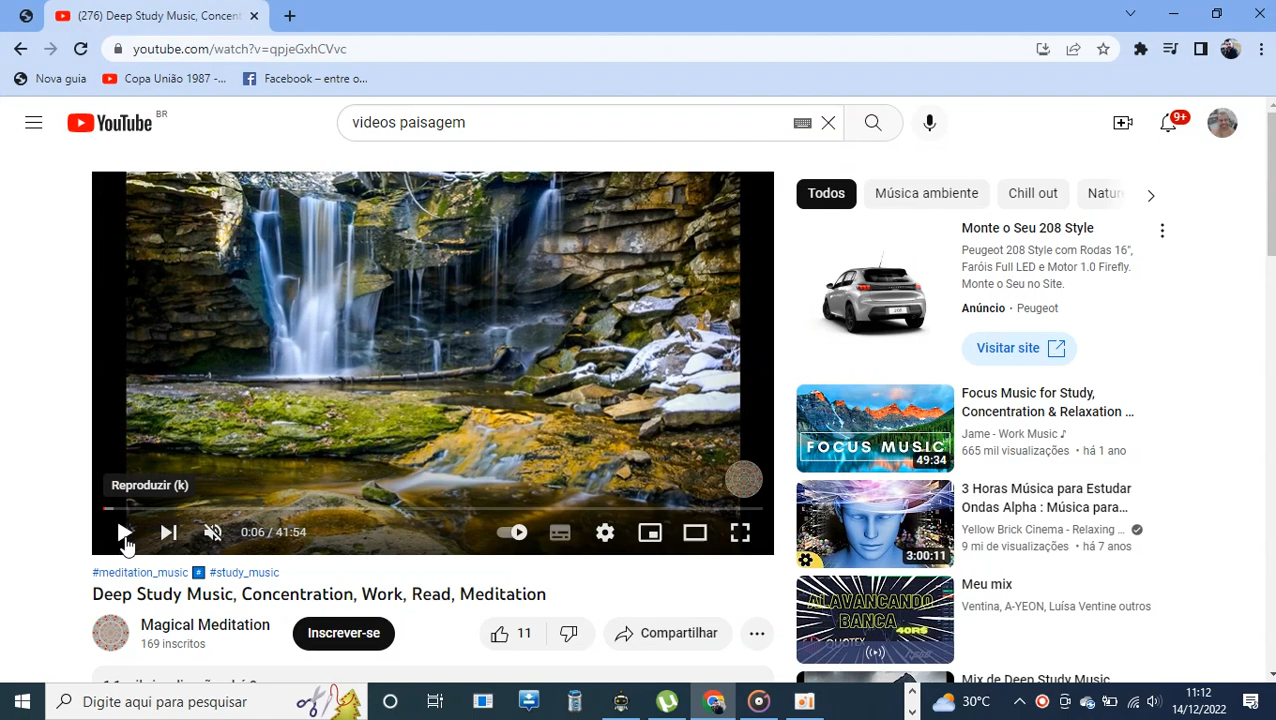 (276) Deep Study Music, Concent
youtube.com/watch?v=qpjeGxhCVvc
Nova guia
Copa União 1987 -...
Facebook – entre o...
YouTube BR
videos paisagem
9+
Todos
Música ambiente
Chill out
Natur
Monte o Seu 208 Style
Peugeot 208 Style com Rodas 16",
Faróis Full LED e Motor 1.0 Firefly.
Monte o Seu no Site.
Anúncio • Peugeot
Visitar site
Reproduzir (k)
0:06 / 41:54
FOCUS MUSIC
49:34
Focus Music for Study,
Concentration & Relaxation ...
Jame - Work Music ♪
665 mil visualizações • há 1 ano
3:00:11
3 Horas Música para Estudar
Ondas Alpha : Música para...
Yellow Brick Cinema - Relaxing ...
9 mi de visualizações • há 7 anos
ALAVANCANDO
BANCA
40R$
QUOTEX
Meu mix
Ventina, A-YEON, Luísa Ventine outros
Mix de Deep Study Music
#meditation_music # #study_music
Deep Study Music, Concentration, Work, Read, Meditation
Magical Meditation
169 inscritos
Inscrever-se
11
Compartilhar
Digite aqui para pesquisar
30°C
11:12
14/12/2022